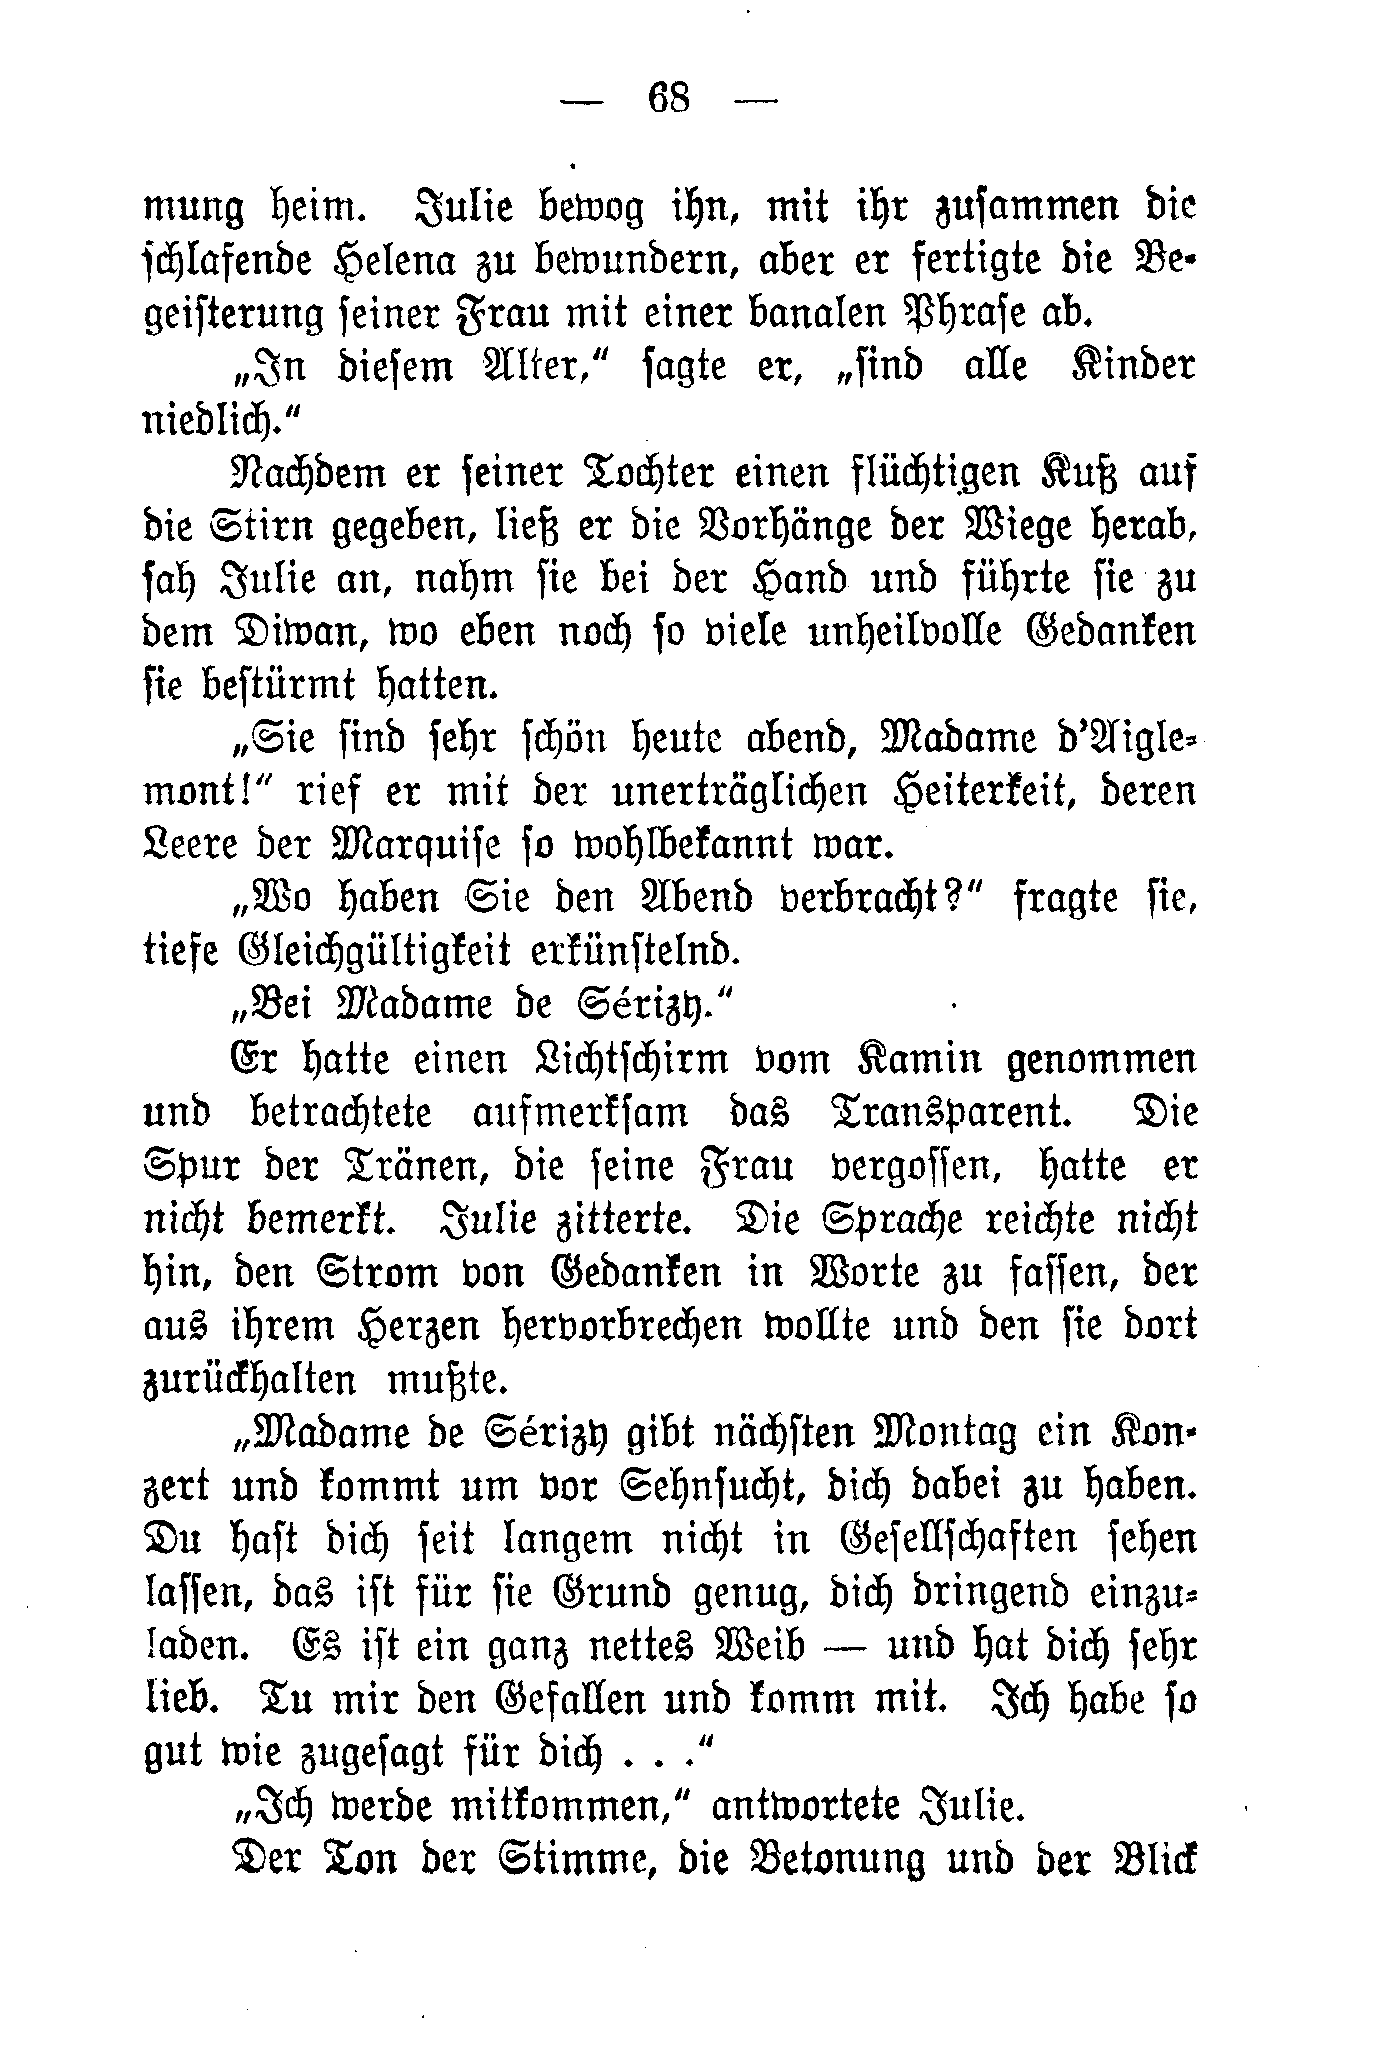 — 68 —
mung heim. Julie bewog ihn, mit ihr zusammen die
schlafende Helena zu bewundern, aber er fertigte die Be-
geisterung seiner Frau mit einer banalen Phrase ab.
„In diesem Alter,“ sagte er, „sind alle Kinder
niedlich.“
Nachdem er seiner Tochter einen flüchtigen Kuß auf
die Stirn gegeben, ließ er die Vorhänge der Wiege herab,
sah Julie an, nahm sie bei der Hand und führte sie zu
dem Diwan, wo eben noch so viele unheilvolle Gedanken
sie bestürmt hatten.
„Sie sind sehr schön heute abend, Madame d'Aigle-
mont!“ rief er mit der unerträglichen Heiterkeit, deren
Leere der Marquise so wohlbekannt war.
„Wo haben Sie den Abend verbracht?“ fragte sie,
tiefe Gleichgültigkeit erkünstelnd.
„Bei Madame de Sérizy.“
Er hatte einen Lichtschirm vom Kamin genommen
und betrachtete aufmerksam das Transparent. Die
Spur der Tränen, die seine Frau vergossen, hatte er
nicht bemerkt. Julie zitterte. Die Sprache reichte nicht
hin, den Strom von Gedanken in Worte zu fassen, der
aus ihrem Herzen hervorbrechen wollte und den sie dort
zurückhalten mußte.
„Madame de Sérizy gibt nächsten Montag ein Kon-
zert und kommt um vor Sehnsucht, dich dabei zu haben.
Du hast dich seit langem nicht in Gesellschaften sehen
lassen, das ist für sie Grund genug, dich dringend einzu-
laden. Es ist ein ganz nettes Weib — und hat dich sehr
lieb. Tu mir den Gefallen und komm mit. Ich habe so
gut wie zugesagt für dich . . .“
„Ich werde mitkommen,“ antwortete Julie.
Der Ton der Stimme, die Betonung und der Blick